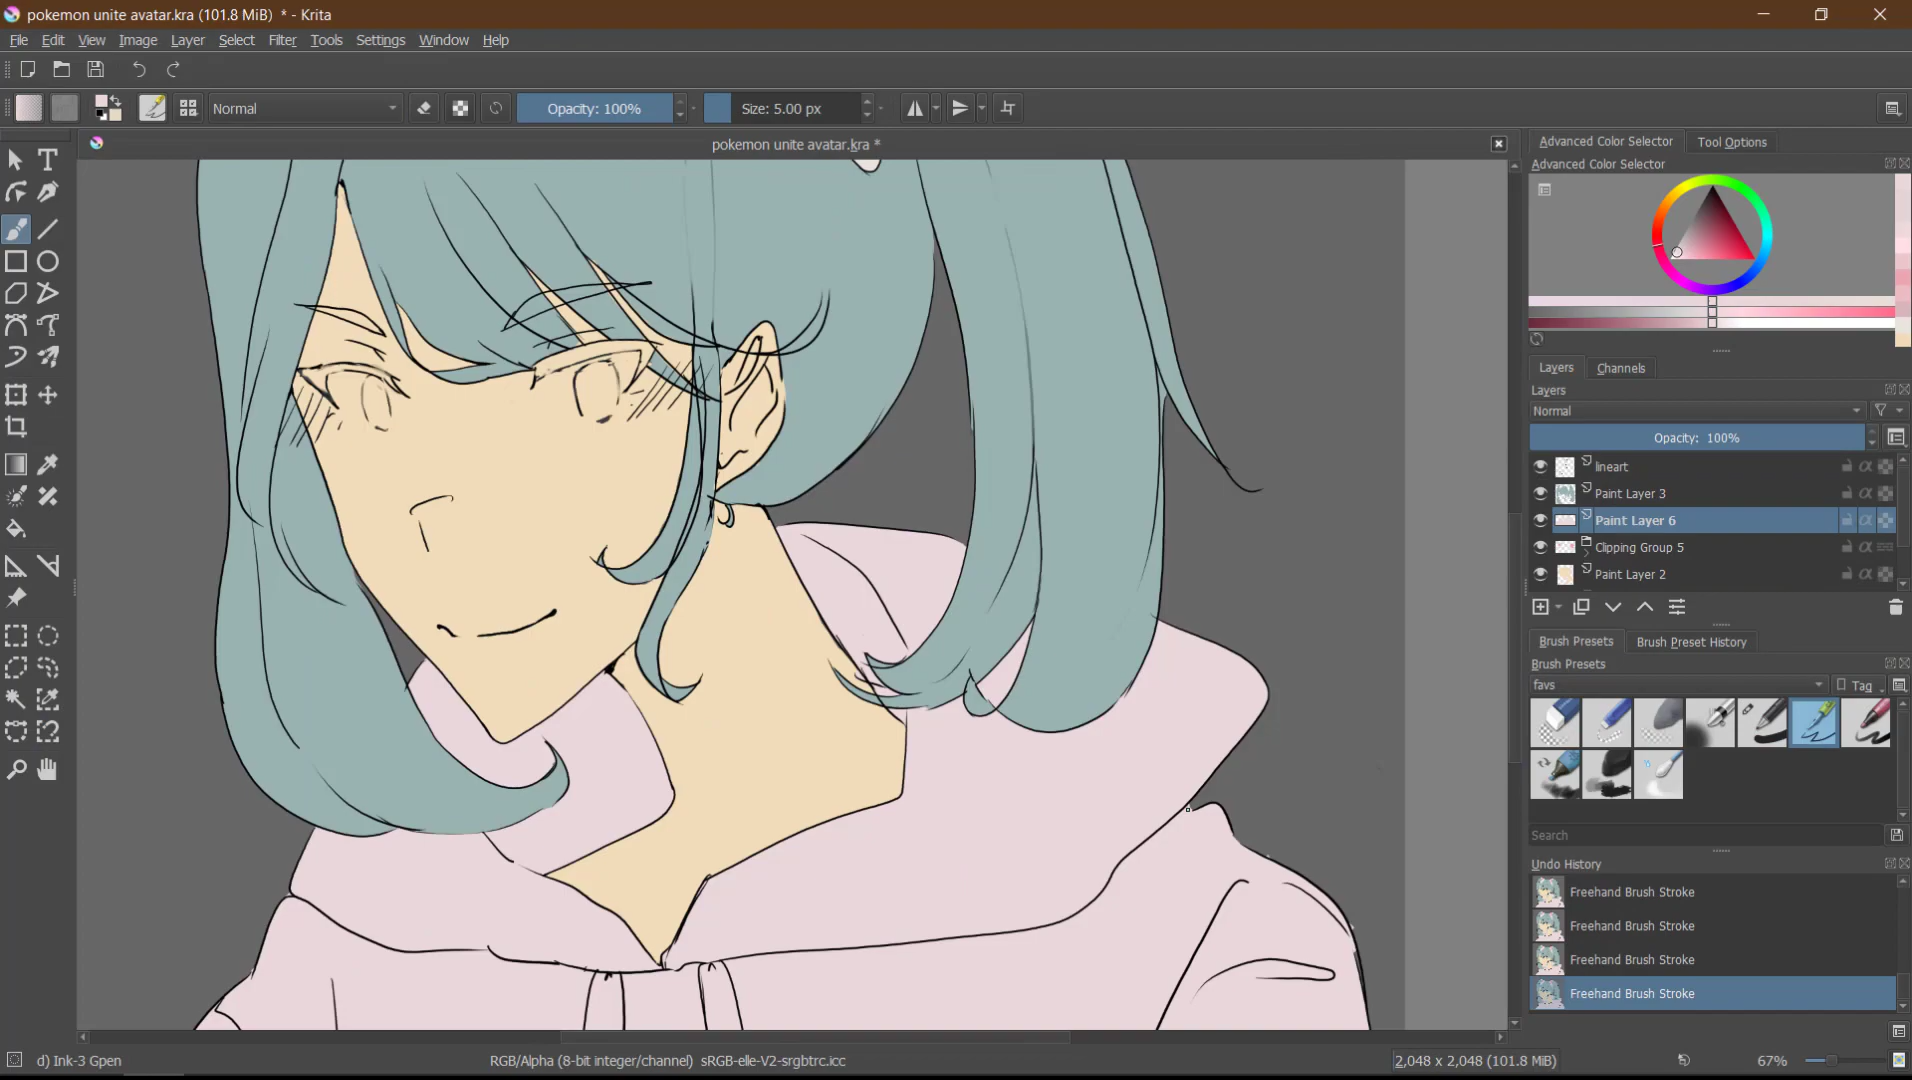 pokemon unite avatar.kra (101.8 MiB) * - Krita
File Edit View Image Layer Select Filter Tools Settings Window Help
Normal
Opacity: 100%
Size: 5.00 px
pokemon unite avatar.kra *
Advanced Color Selector
Tool Options
Advanced Color Selector
Layers
Channels
Layers
Normal
Opacity: 100%
lineart
Paint Layer 3
Paint Layer 6
Clipping Group 5
Paint Layer 2
Brush Presets
Brush Preset History
Brush Presets
favs
Tag
Search
Undo History
Freehand Brush Stroke
Freehand Brush Stroke
Freehand Brush Stroke
Freehand Brush Stroke
d) Ink-3 Gpen
RGB/Alpha (8-bit integer/channel) sRGB-elle-V2-srgbtrc.icc
2,048 x 2,048 (101.8 MiB)
67%